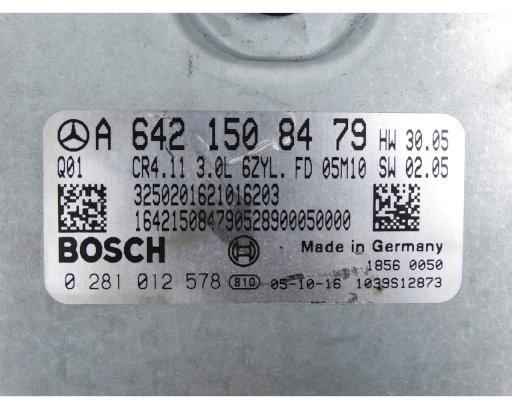 A 642 150 84 79 HW 30.05
Q01 CR4.11 3.0L 6ZYL. FD 05M10 SW 02.05
3250201621016203
164215084790528900050000
BOSCH Made in Germany
1856 0050
0 281 012 578 810 05-10-16 1039S12873